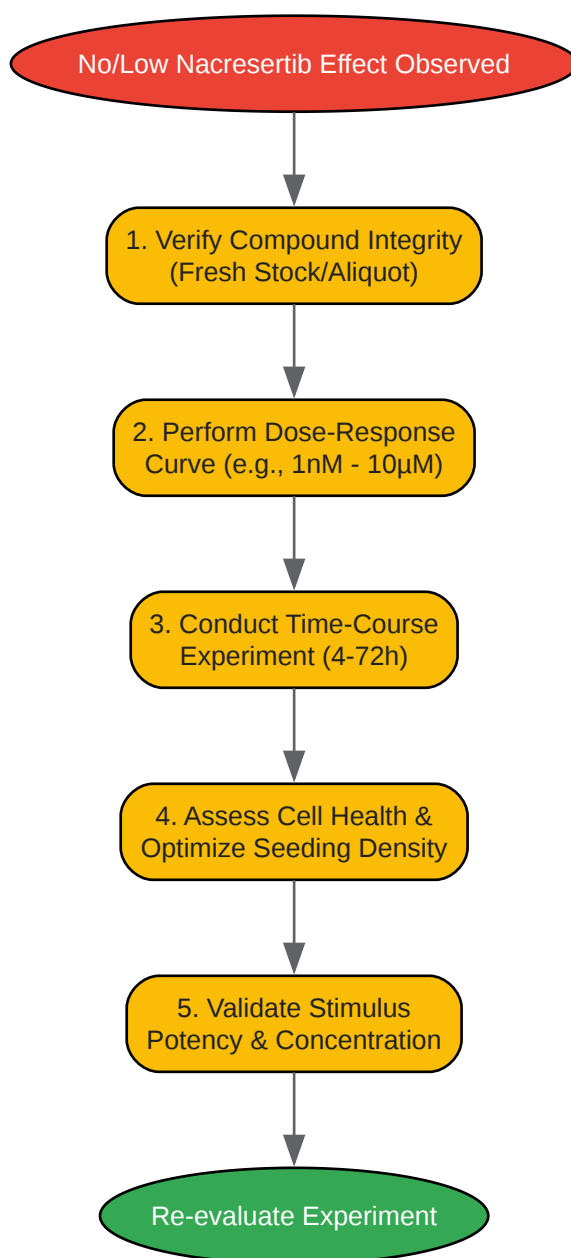 No/Low Nacresertib Effect Observed
1. Verify Compound Integrity
(Fresh Stock/Aliquot)
2. Perform Dose-Response
Curve (e.g., 1nM - 10µM)
3. Conduct Time-Course
Experiment (4-72h)
4. Assess Cell Health &
Optimize Seeding Density
5. Validate Stimulus
Potency & Concentration
Re-evaluate Experiment